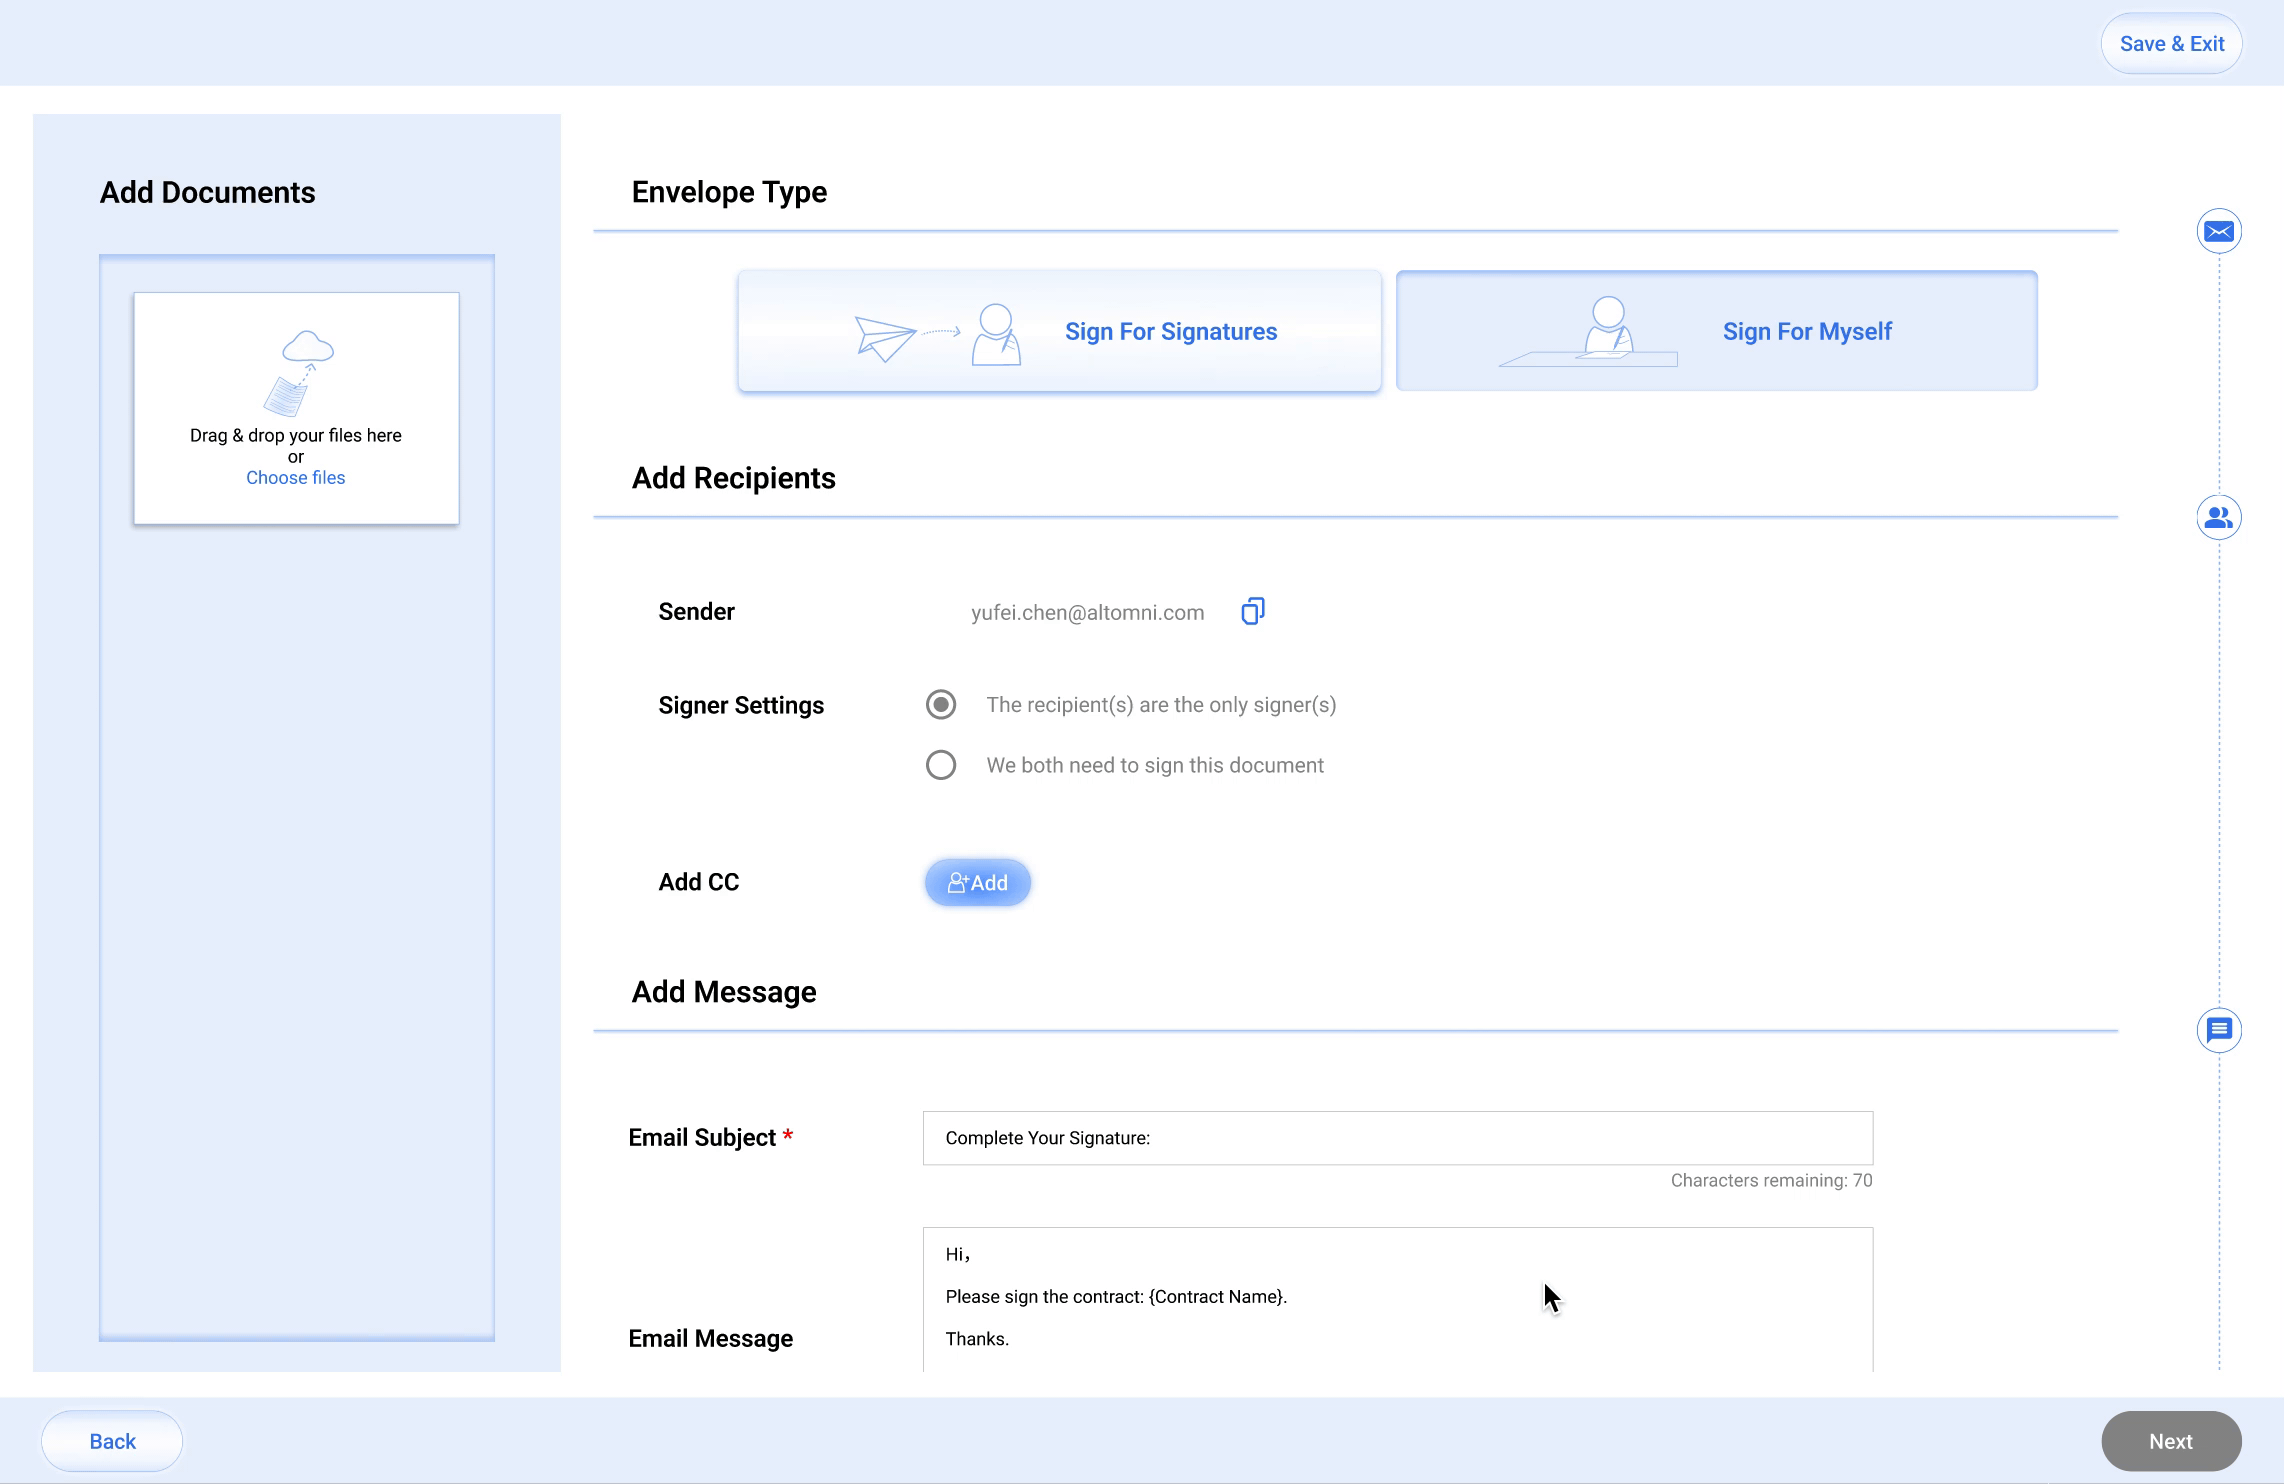 Save & Exit
Add Documents
Drag & drop your files here
or
Choose files
Envelope Type
Sign For Signatures
Sign For Myself
Add Recipients
Sender
yufei.chen@altomni.com
Signer Settings
The recipient(s) are the only signer(s)
We both need to sign this document
Add CC
Add
Add Message
Email Subject *
Complete Your Signature:
Characters remaining: 70
Email Message
Hi，
Please sign the contract: {Contract Name}.
Thanks.
Back
Next